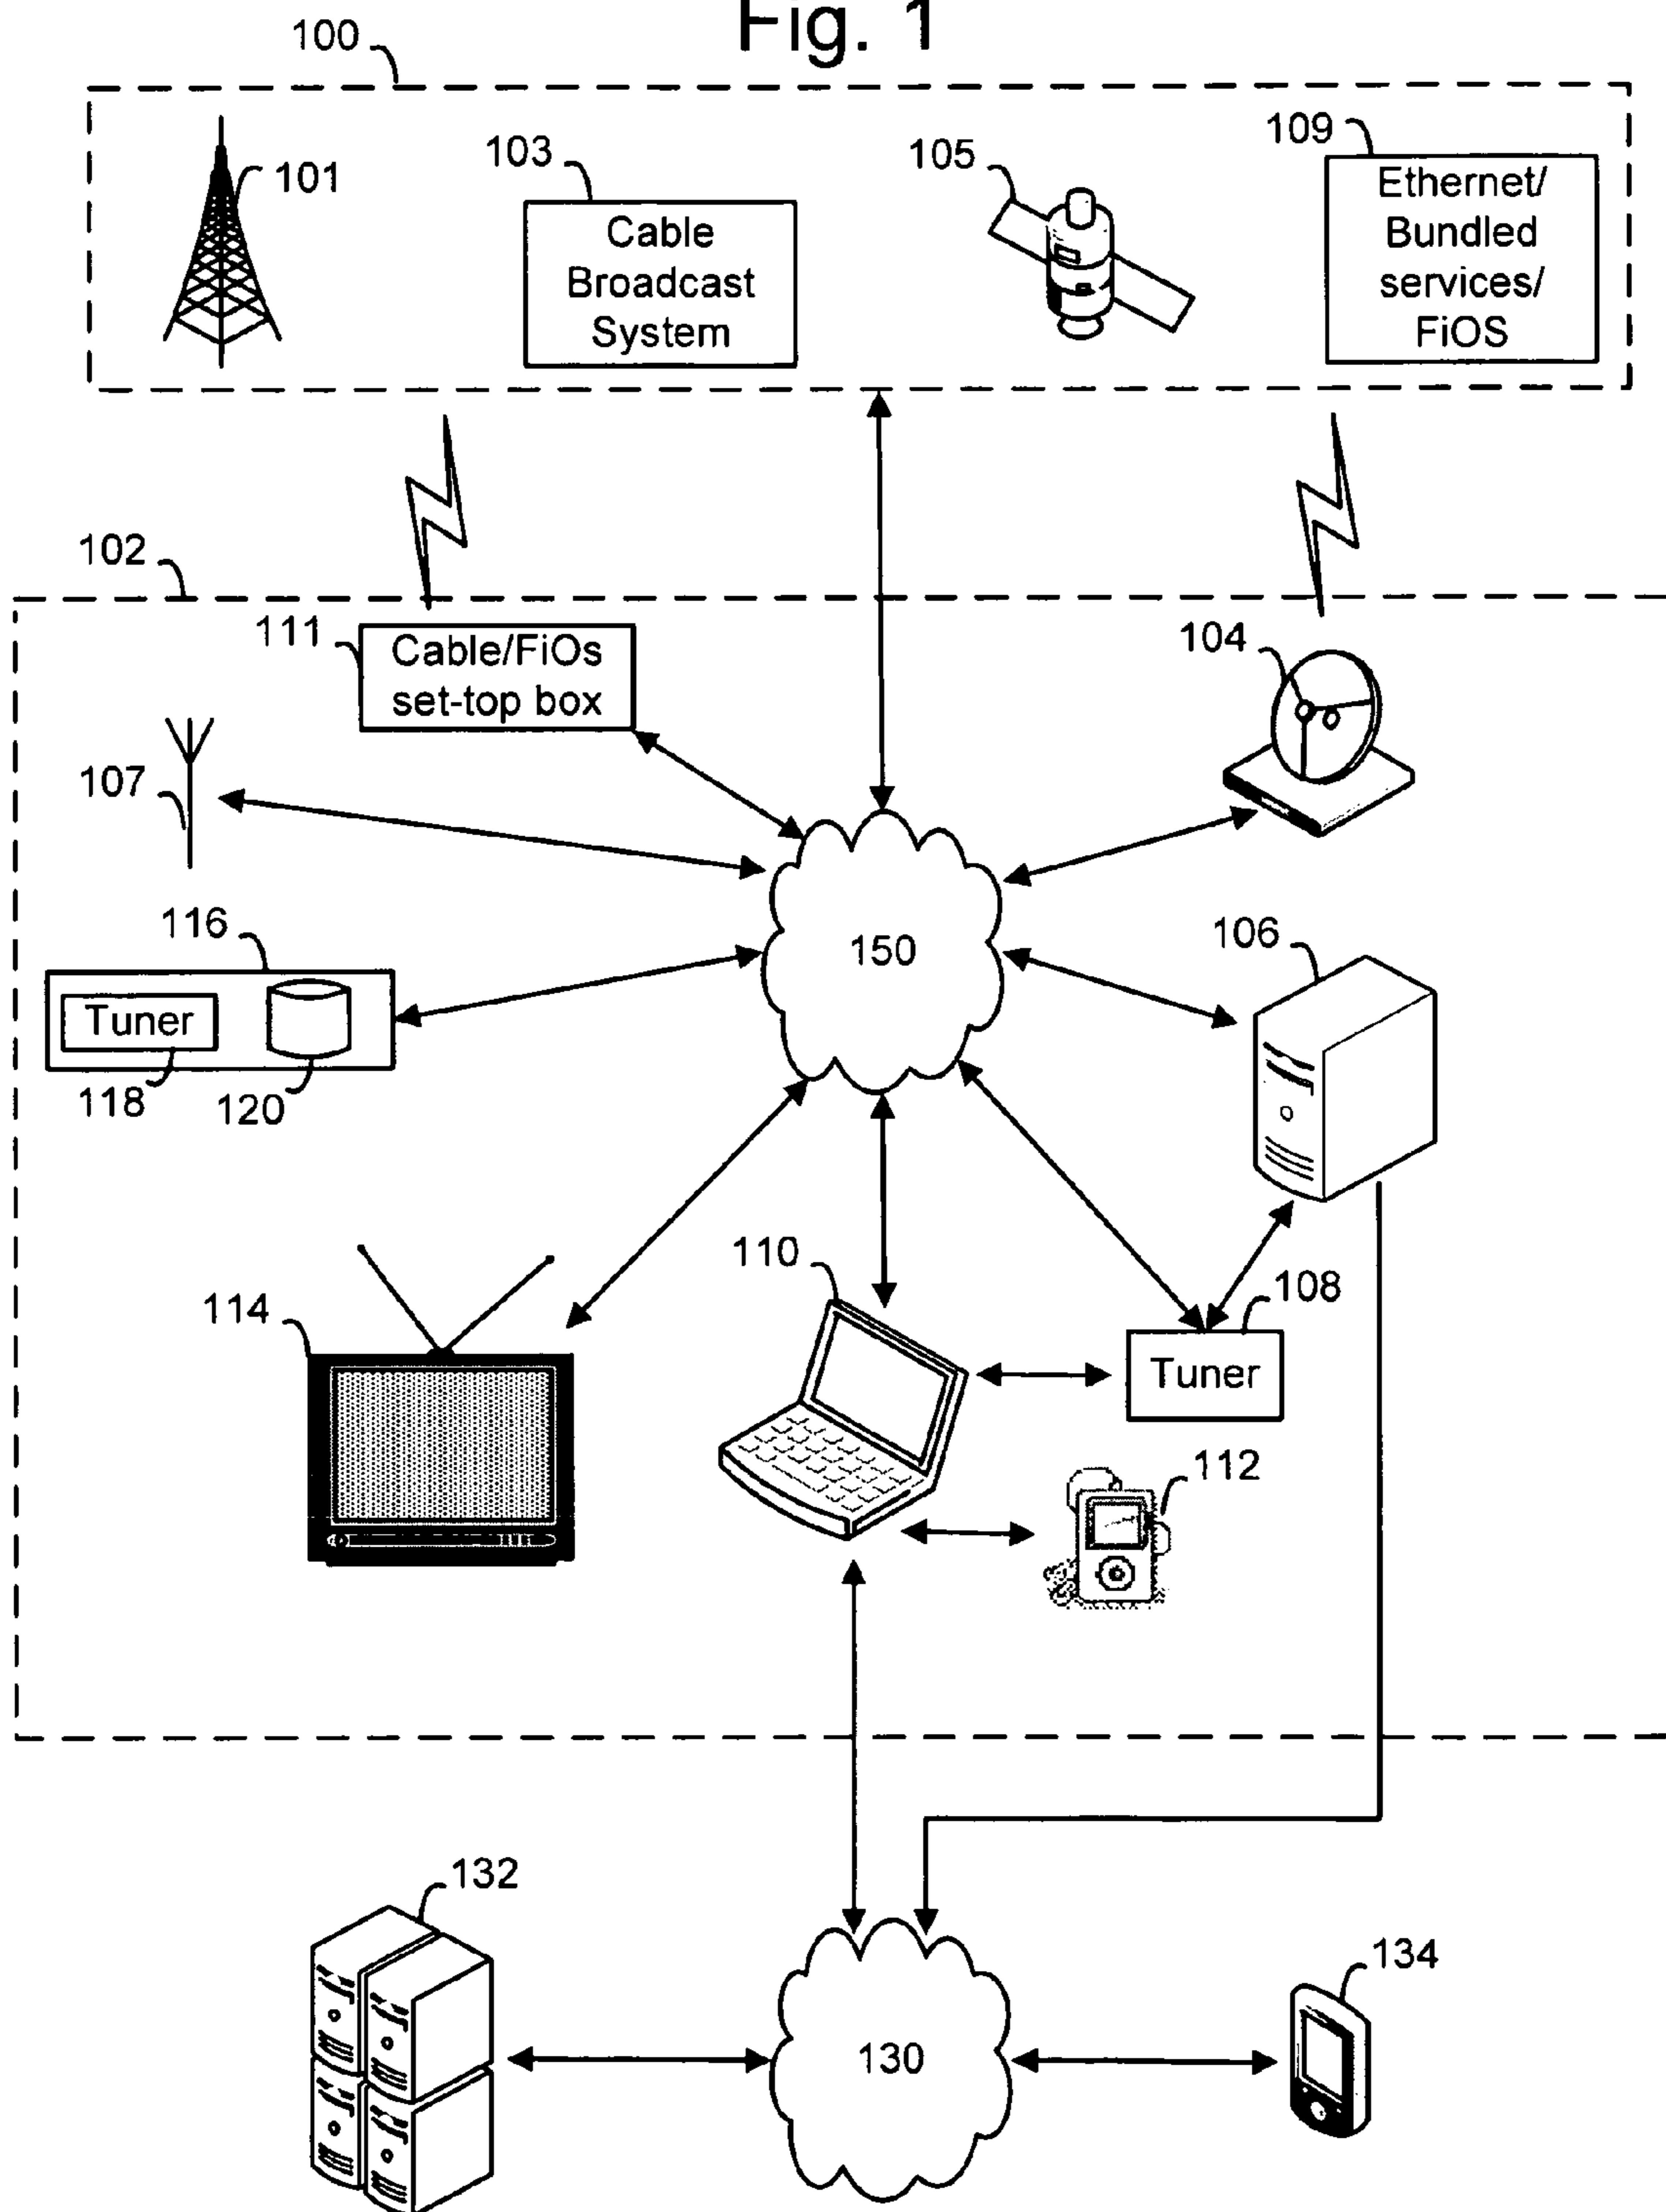 Fig. 1
100
101
103
Cable
Broadcast
System
105
109
Ethernet/
Bundled
services/
FiOS
102
111
Cable/FiOs
set-top box
104
107
150
116
Tuner
118
120
106
110
108
Tuner
114
112
132
130
134